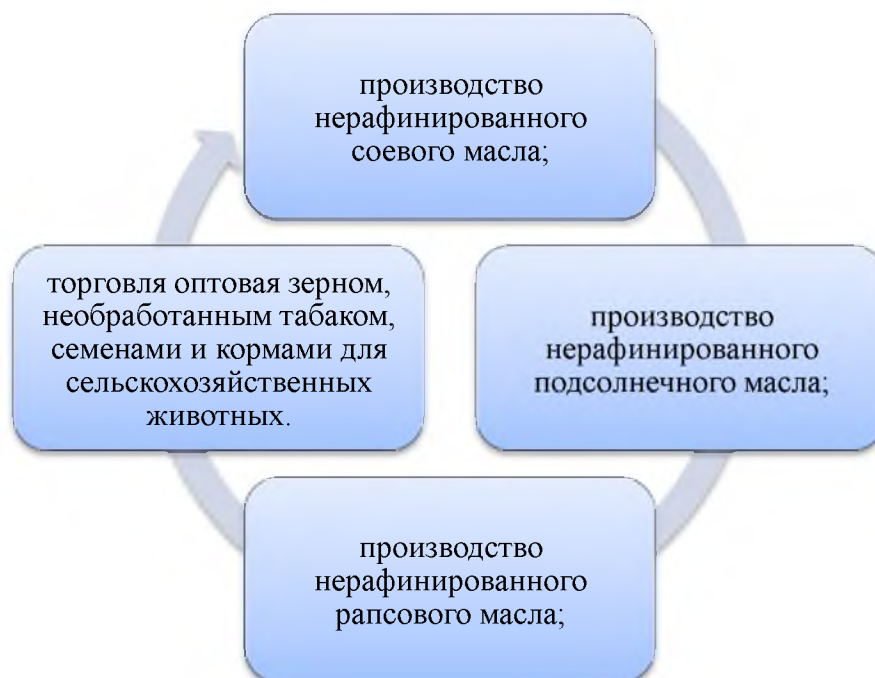 производство
нерафинированного
соевого масла;
производство
нерафинированного
подсолнечного масла;
производство
нерафинированного
рапсового масла;
торговля оптовая зерном,
необработанным табаком,
семенами и кормами для
сельскохозяйственных
животных.